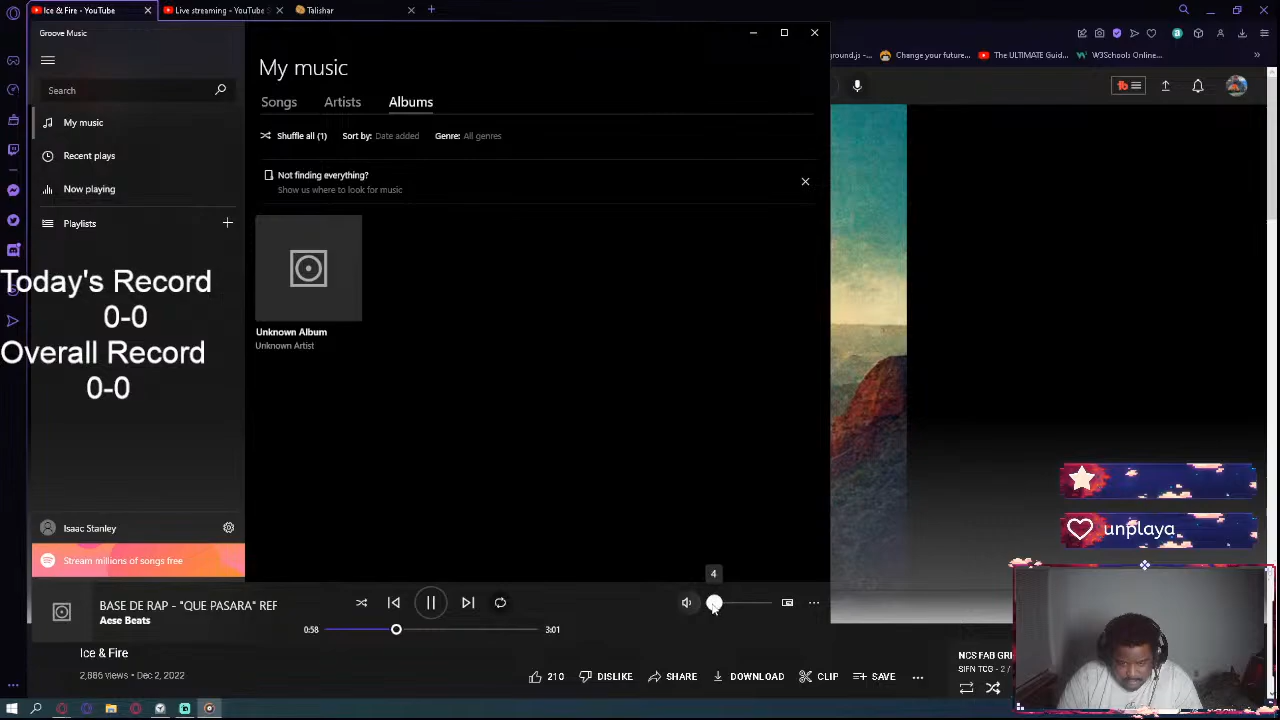 Ice & Fire - YouTube
Live streaming - YouTube S
Talishar
Groove Music
Search
My music
Recent plays
Now playing
Playlists
Today's Record
0-0
Overall Record
0-0
Isaac Stanley
Stream millions of songs free
My music
Songs
Artists
Albums
Shuffle all (1)
Sort by: Date added
Genre: All genres
Not finding everything?
Show us where to look for music
Unknown Album
Unknown Artist
Change your future...
The ULTIMATE Guid...
W3Schools Online...
unplaya
4
BASE DE RAP - "QUE PASARA" REF
Aese Beats
0:58
3:01
Ice & Fire
2,886 views • Dec 2, 2022
210
DISLIKE
SHARE
DOWNLOAD
CLIP
SAVE